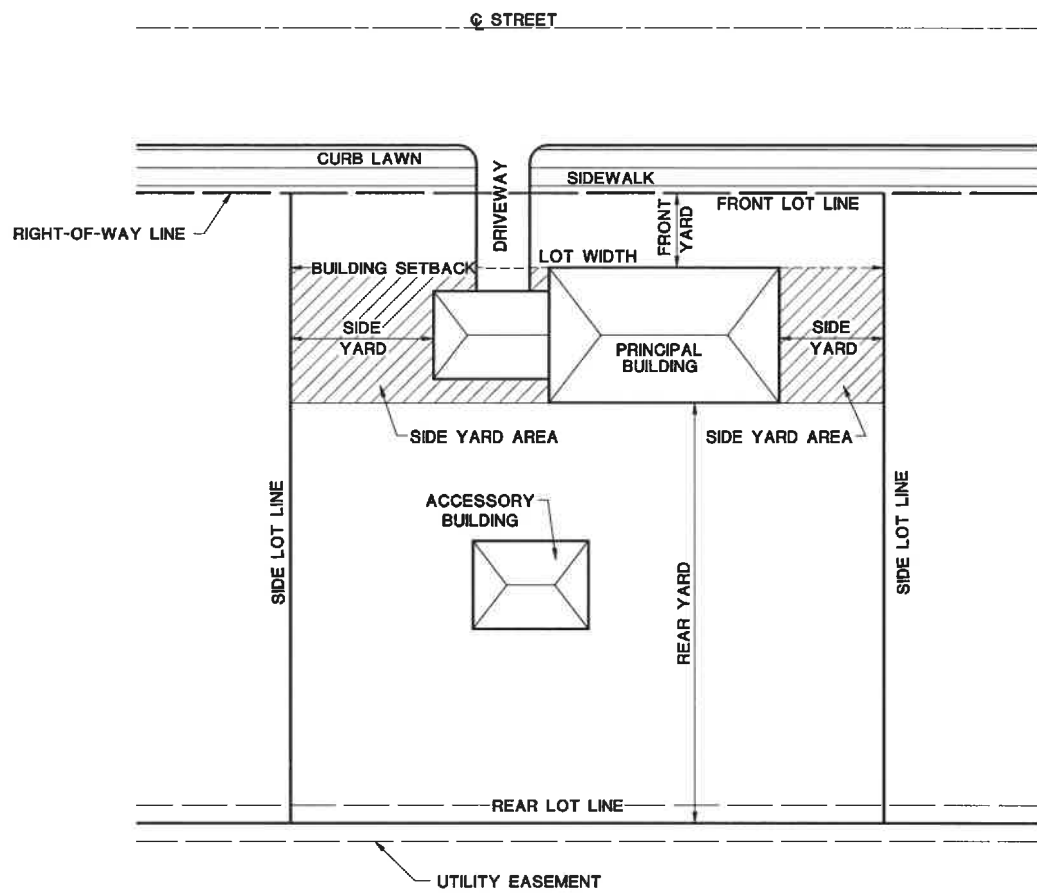 ℄ STREET
CURB LAWN
SIDEWALK
DRIVEWAY
FRONT LOT LINE
RIGHT-OF-WAY LINE
FRONT
YARD
LOT WIDTH
BUILDING SETBACK
SIDE
YARD
PRINCIPAL
BUILDING
SIDE
YARD
SIDE YARD AREA
SIDE YARD AREA
ACCESSORY
BUILDING
SIDE LOT LINE
REAR YARD
SIDE LOT LINE
REAR LOT LINE
UTILITY EASEMENT